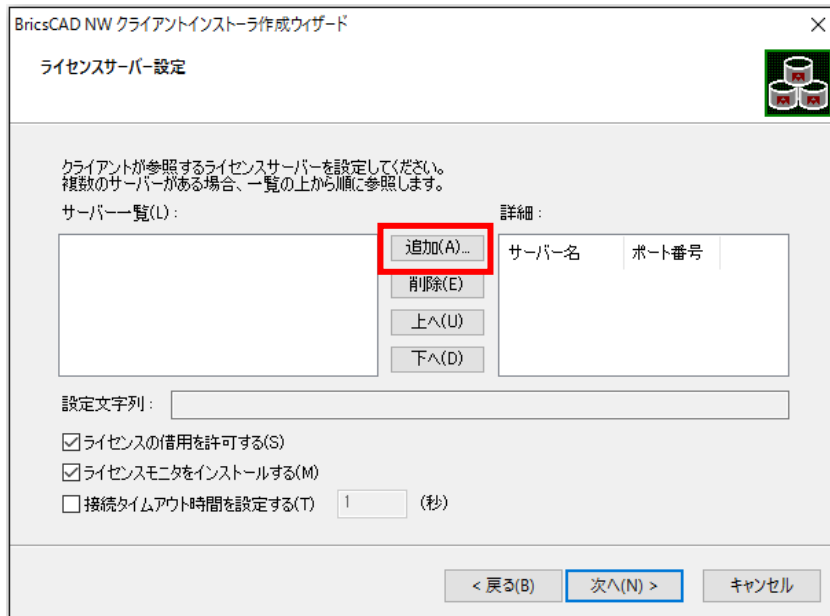 BricsCAD NW クライアントインストーラ作成ウィザード
ライセンスサーバー設定
クライアントが参照するライセンスサーバーを設定してください。
複数のサーバーがある場合、一覧の上から順に参照します。
サーバー一覧(L)：
詳細：
追加(A)...
サーバー名 ポート番号
削除(E)
上へ(U)
下へ(D)
設定文字列：
ライセンスの借用を許可する(S)
ライセンスモニタをインストールする(M)
接続タイムアウト時間を設定する(T) 1 (秒)
< 戻る(B) 次へ(N) > キャンセル